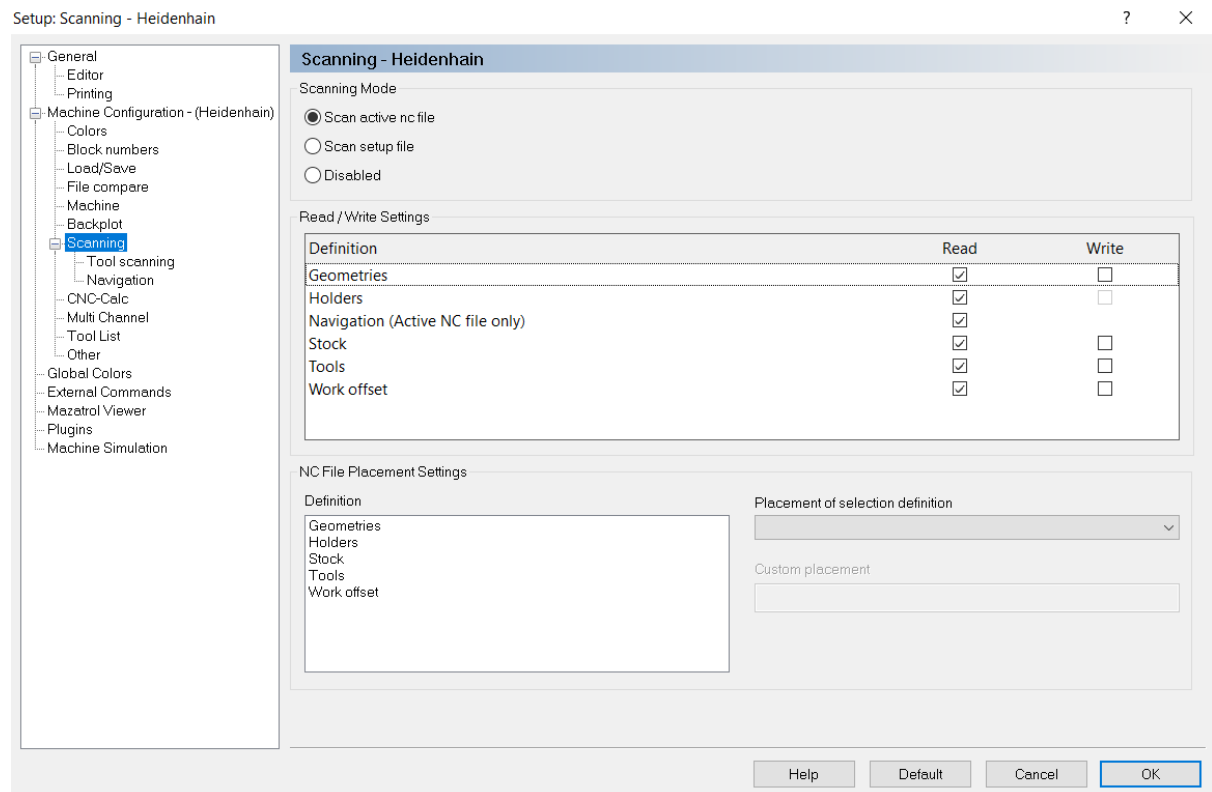 Setup: Scanning - Heidenhain
?
General
Editor
Printing
Machine Configuration - (Heidenhain)
Colors
Block numbers
Load/Save
File compare
Machine
Backplot
Scanning
Tool scanning
Navigation
CNC-Calc
Multi Channel
Tool List
Other
Global Colors
External Commands
Mazatrol Viewer
Plugins
Machine Simulation
Scanning - Heidenhain
Scanning Mode
Scan active nc file
Scan setup file
Disabled
Read / Write Settings
Definition Read Write
Geometries
Holders
Navigation (Active NC file only)
Stock
Tools
Work offset
NC File Placement Settings
Definition
Geometries
Holders
Stock
Tools
Work offset
Placement of selection definition
Custom placement
Help Default Cancel OK